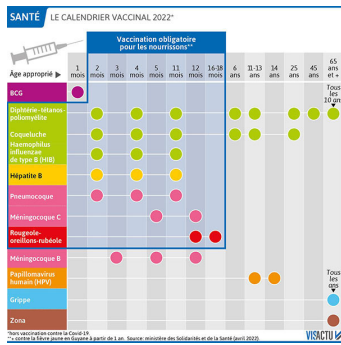 SANTÉ LE CALENDRIER VACCINAL 2022*
Vaccination obligatoire
pour les nourrissons**
Âge approprié
1 mois
2 mois
3 mois
4 mois
5 mois
11 mois
12 mois
16-18 mois
6 ans
11-13 ans
14 ans
25 ans
45 ans
65 ans et +
BCG
Tous les 10 ans
Diphtérie-tétanos-
poliomyélite
Coqueluche
Haemophilus
influenzae
de type B (HIB)
Hépatite B
Pneumocoque
Méningocoque C
Rougeole-
oreillons-rubéole
Méningocoque B
Papillomavirus
humain (HPV)
Tous les ans
Grippe
Zona
*hors vaccination contre la Covid-19.
**+ contre la fièvre jaune en Guyane à partir de 1 an. Source: ministère des Solidarités et de la Santé (avril 2022).
VISACTU